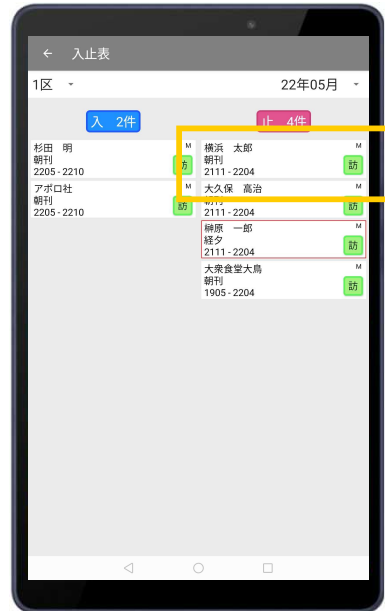 ← 入止表
1区
22年05月
入 2件
止 4件
杉田 明
M
朝刊
訪
2205 - 2210
アポロ社
M
朝刊
2205 - 2210
訪
横浜 太郎
M
朝刊
訪
2111 - 2204
大久保 高治
M
朝刊
2111 - 2204
訪
榊原 一郎
M
経夕
訪
2111 - 2204
大衆食堂大鳥
M
朝刊
訪
1905 - 2204